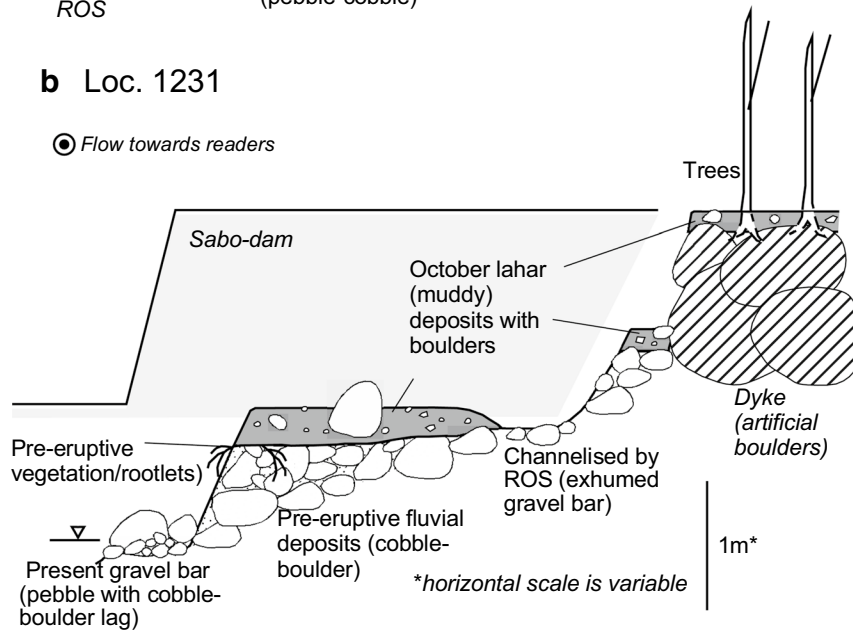 ROS
(pebble-cobble)
b Loc. 1231
Flow towards readers
Trees
Sabo-dam
October lahar
(muddy)
deposits with
boulders
Dyke
(artificial
boulders)
Pre-eruptive
vegetation/rootlets)
Channelised by
ROS (exhumed
gravel bar)
Pre-eruptive fluvial
deposits (cobble-
boulder)
1m*
Present gravel bar
(pebble with cobble-
boulder lag)
*horizontal scale is variable